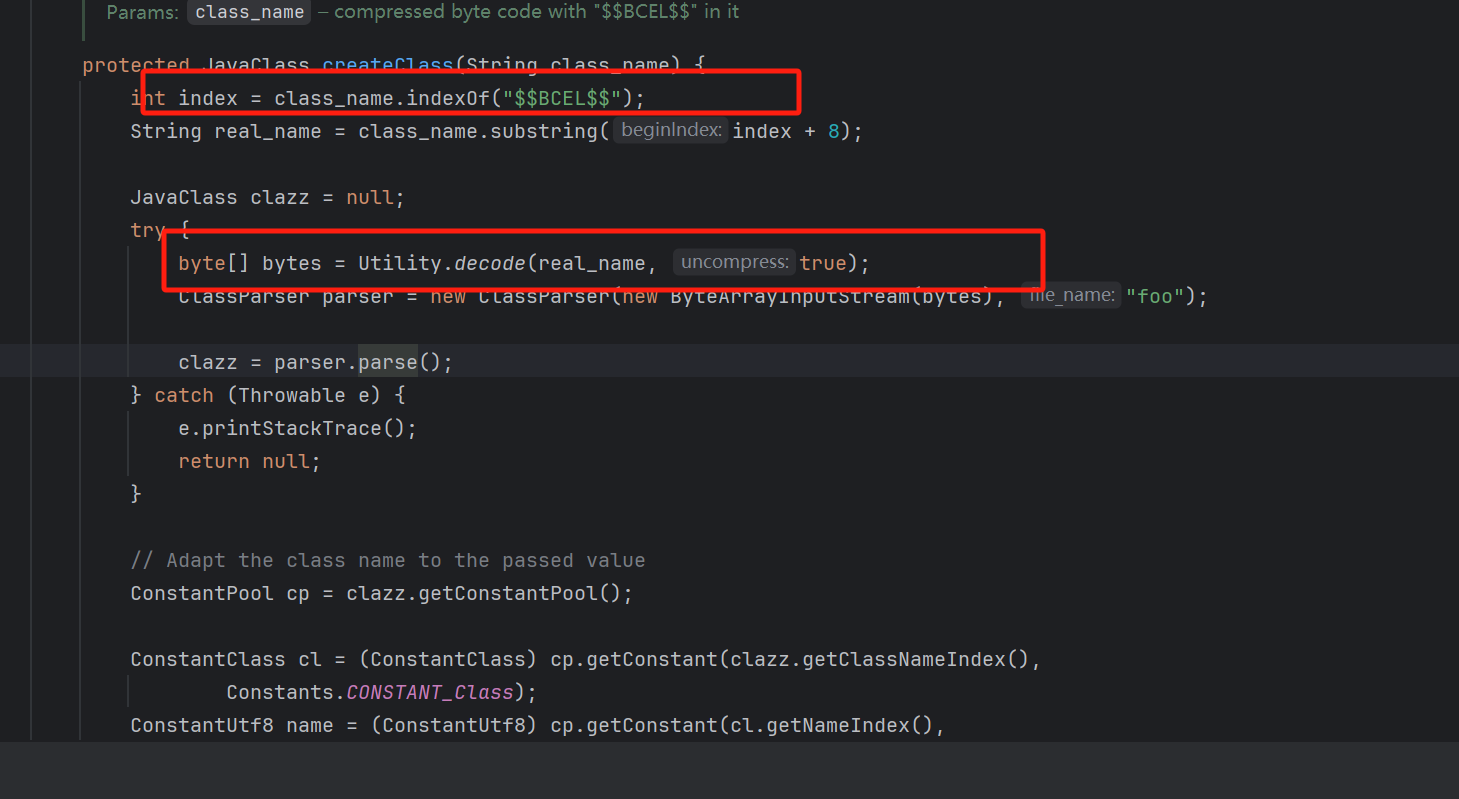 Params: class_name – compressed byte code with "$$BCEL$$" in it
protected JavaClass createClass(String class_name) {
int index = class_name.indexOf("$$BCEL$$");
String real_name = class_name.substring( beginIndex: index + 8);
JavaClass clazz = null;
try {
byte[] bytes = Utility.decode(real_name, uncompress: true);
ClassParser parser = new ClassParser(new ByteArrayInputStream(bytes), file_name: "foo");
clazz = parser.parse();
} catch (Throwable e) {
e.printStackTrace();
return null;
}
// Adapt the class name to the passed value
ConstantPool cp = clazz.getConstantPool();
ConstantClass cl = (ConstantClass) cp.getConstant(clazz.getClassNameIndex(),
Constants.CONSTANT_Class);
ConstantUtf8 name = (ConstantUtf8) cp.getConstant(cl.getNameIndex(),